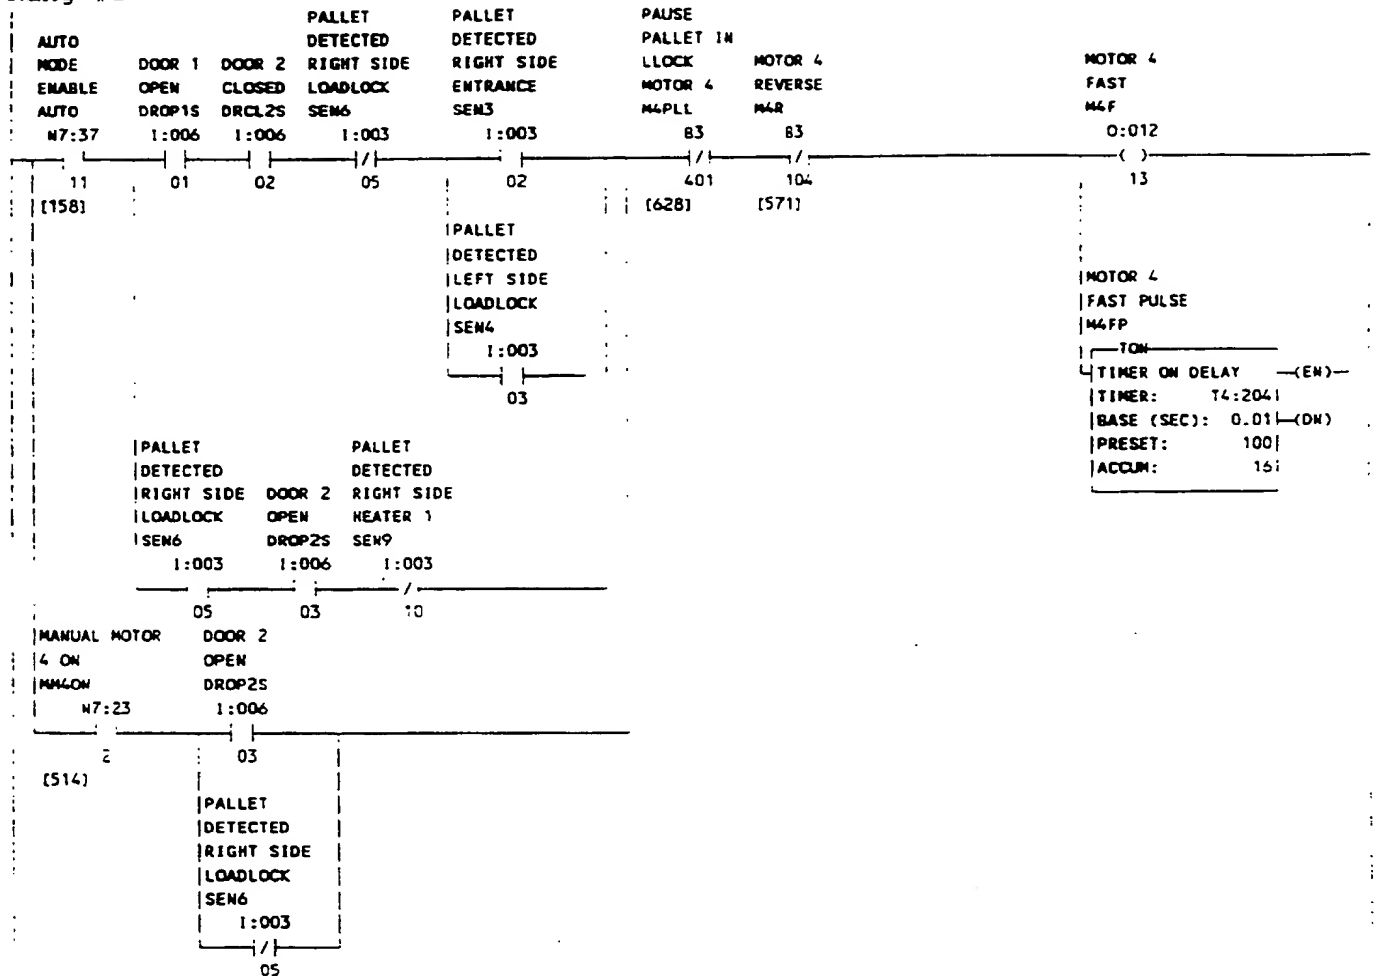 PALLET PALLET PAUSE
AUTO DETECTED DETECTED PALLET IN
MODE DOOR 1 DOOR 2 RIGHT SIDE RIGHT SIDE LLOCK MOTOR 4 MOTOR 4
ENABLE OPEN CLOSED LOADLOCK ENTRANCE MOTOR 4 REVERSE FAST
AUTO DROP1S DRCL2S SEN6 SEN3 M4PLL M4R M4F
N7:37 I:006 I:006 I:003 I:003 B3 B3 O:012
11 01 02 05 02 401 104 13
[158] [628] [571]
PALLET
DETECTED
LEFT SIDE
LOADLOCK
SEN4
I:003
03
MOTOR 4
FAST PULSE
M4FP
TON
TIMER ON DELAY (EN)
TIMER: T4:204
BASE (SEC): 0.01 (DN)
PRESET: 100
ACCUM: 16
PALLET PALLET
DETECTED DETECTED
RIGHT SIDE DOOR 2 RIGHT SIDE
LOADLOCK OPEN HEATER 1
SEN6 DROP2S SEN9
I:003 I:006 I:003
05 03 10
MANUAL MOTOR DOOR 2
4 ON OPEN
MM4ON DROP2S
N7:23 I:006
2 03
[514]
PALLET
DETECTED
RIGHT SIDE
LOADLOCK
SEN6
I:003
05